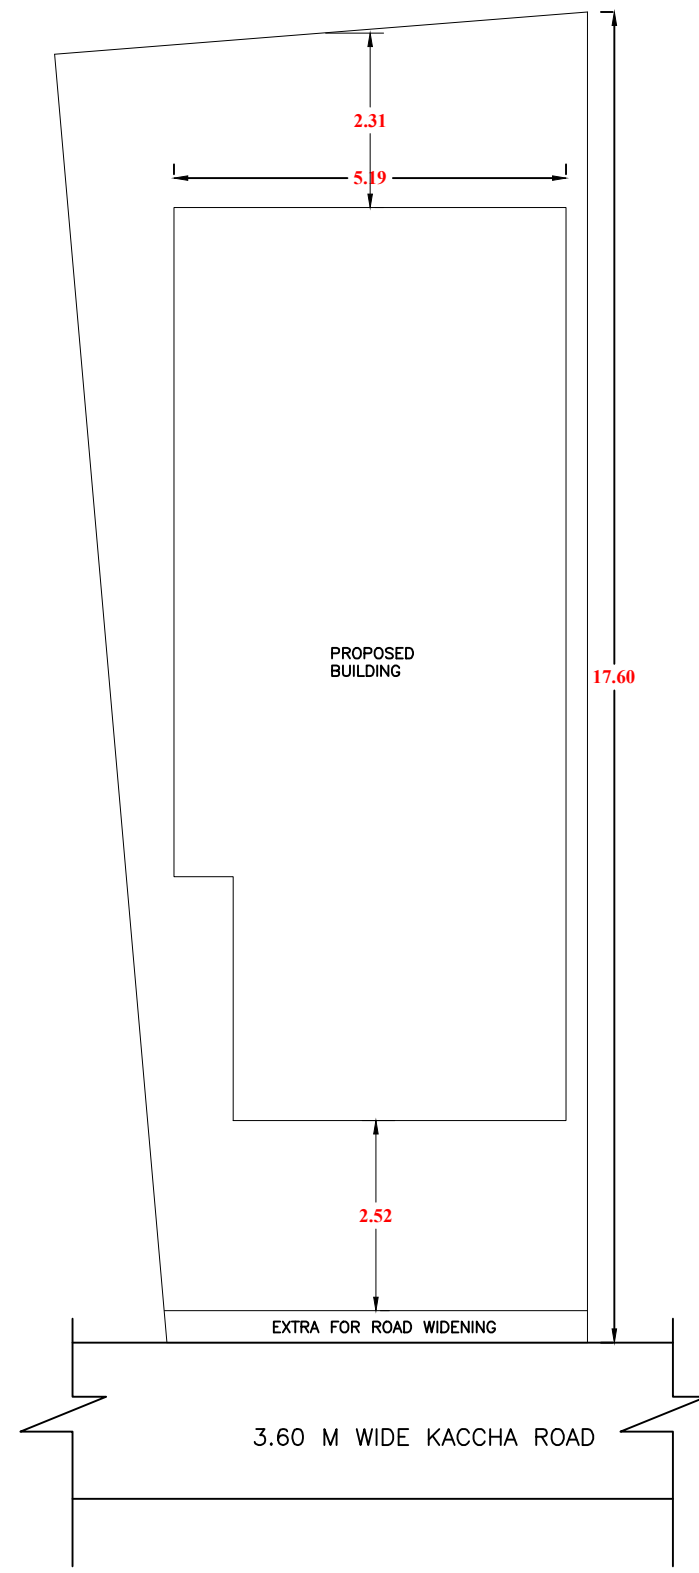 2.31
5.19
PROPOSED
BUILDING
17.60
2.52
EXTRA FOR ROAD WIDENING
3.60 M WIDE KACCHA ROAD